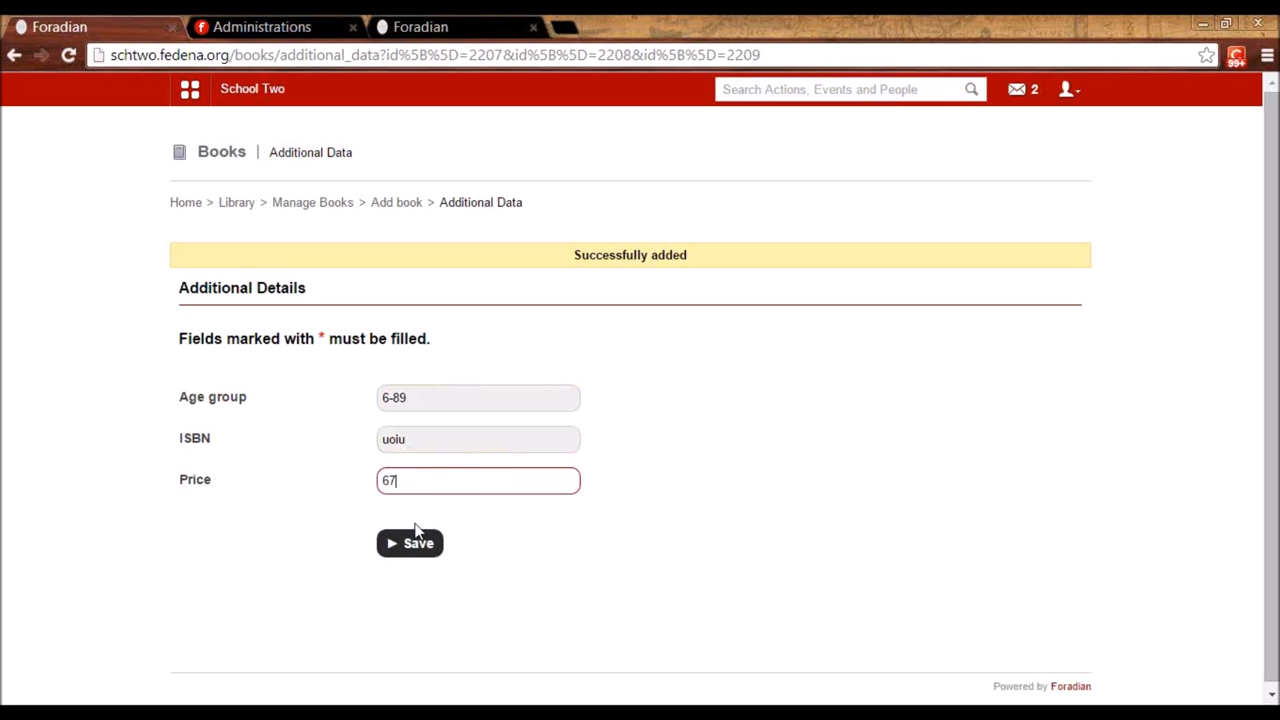 Foradian
Administrations
Foradian
schtwo.fedena.org/books/additional_data?id%5B%5D=2207&id%5B%5D=2208&id%5B%5D=2209
99+
School Two
Search Actions, Events and People
2
Books | Additional Data
Home > Library > Manage Books > Add book > Additional Data
Successfully added
Additional Details
Fields marked with * must be filled.
Age group 6-89
ISBN uoiu
Price 67
Save
Powered by Foradian